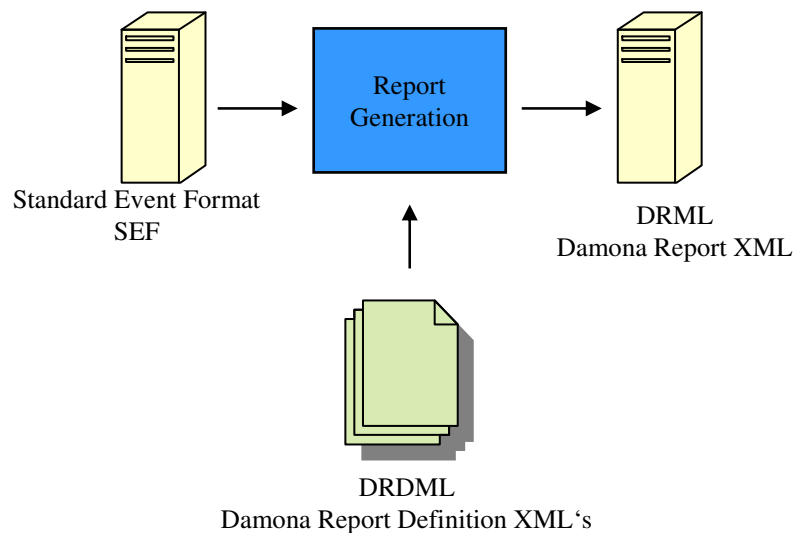 Report
Generation
Standard Event Format
SEF
DRML
Damona Report XML
DRDML
Damona Report Definition XML‘s